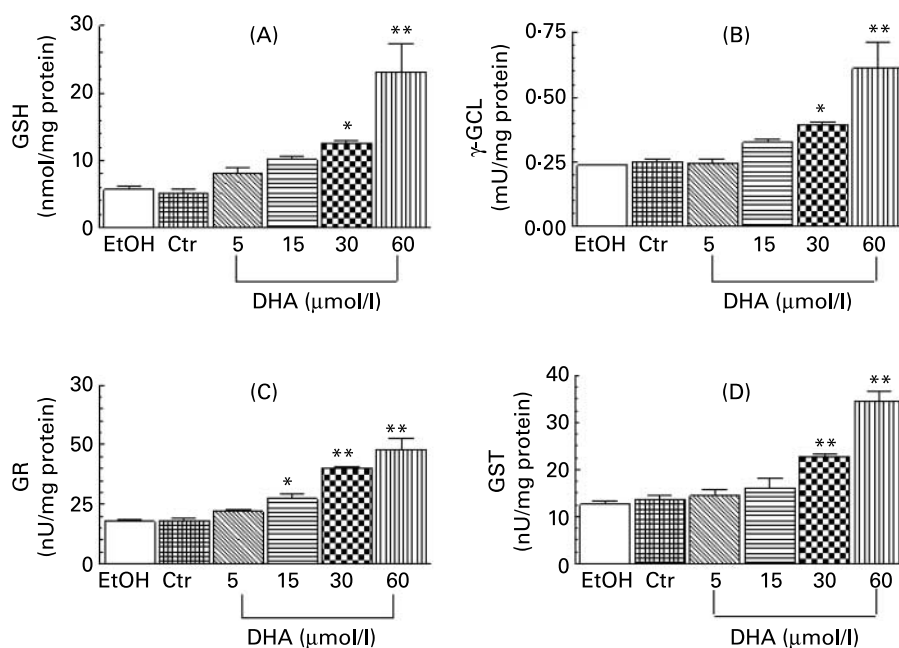 (A)
GSH
(nmol/mg protein)
30
20
10
0
*
**
EtOH Ctr 5 15 30 60
DHA (μmol/l)
(B)
γ-GCL
(mU/mg protein)
0·75
0·50
0·25
0·00
*
**
EtOH Ctr 5 15 30 60
DHA (μmol/l)
(C)
GR
(nU/mg protein)
30
50
25
0
*
**
**
EtOH Ctr 5 15 30 60
DHA (μmol/l)
(D)
GST
(nU/mg protein)
40
30
20
10
0
**
**
EtOH Ctr 5 15 30 60
DHA (μmol/l)